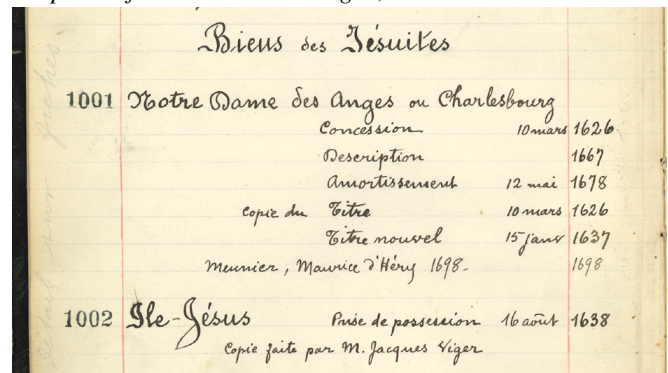 Biens des Jésuites
1001 Notre Dame des Anges ou Charlesbourg
Concession 10 mars 1626
Description 1667
Amortissement 12 mai 1678
Copie du Titre 10 mars 1626
Titre nouvel 15 janv 1637
Meunier, Maurice d'Héry 1698- 1698
1002 Ile-Jésus Prise de possession 16 août 1638
Copie faite par M. Jacques Viger